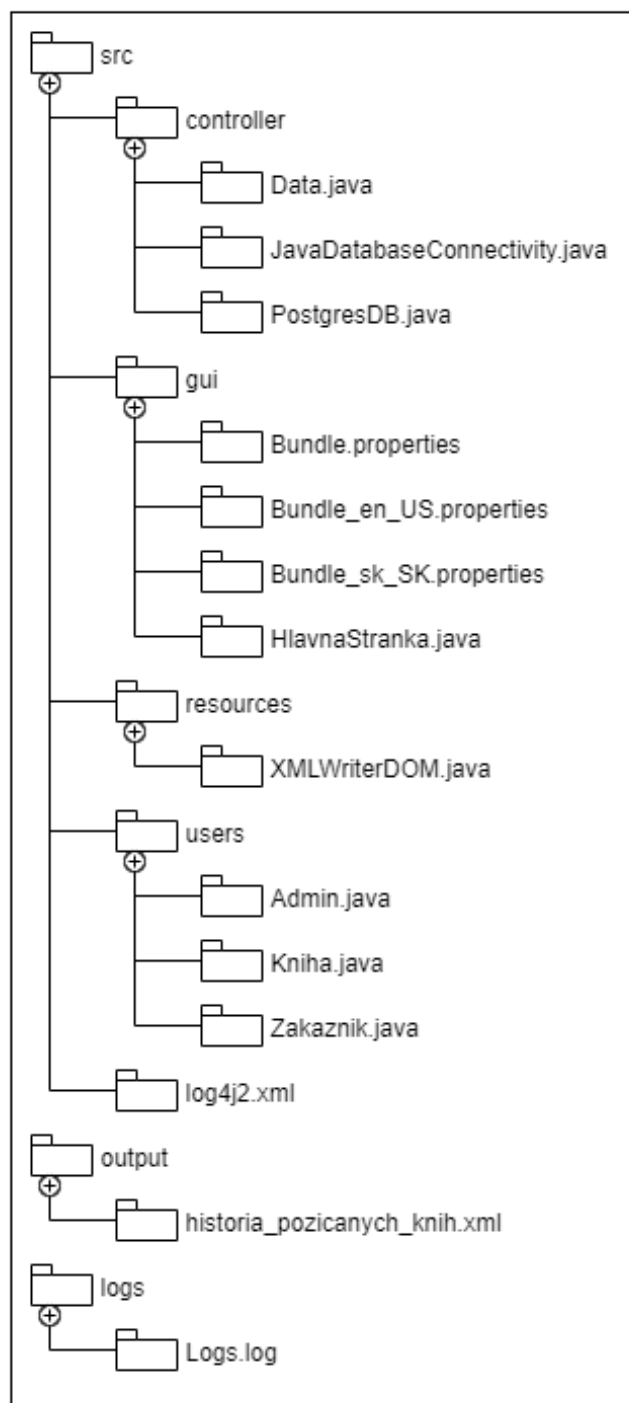 src
controller
Data.java
JavaDatabaseConnectivity.java
PostgresDB.java
gui
Bundle.properties
Bundle_en_US.properties
Bundle_sk_SK.properties
HlavnaStranka.java
resources
XMLWriterDOM.java
users
Admin.java
Kniha.java
Zakaznik.java
log4j2.xml
output
historia_pozicanych_knih.xml
logs
Logs.log